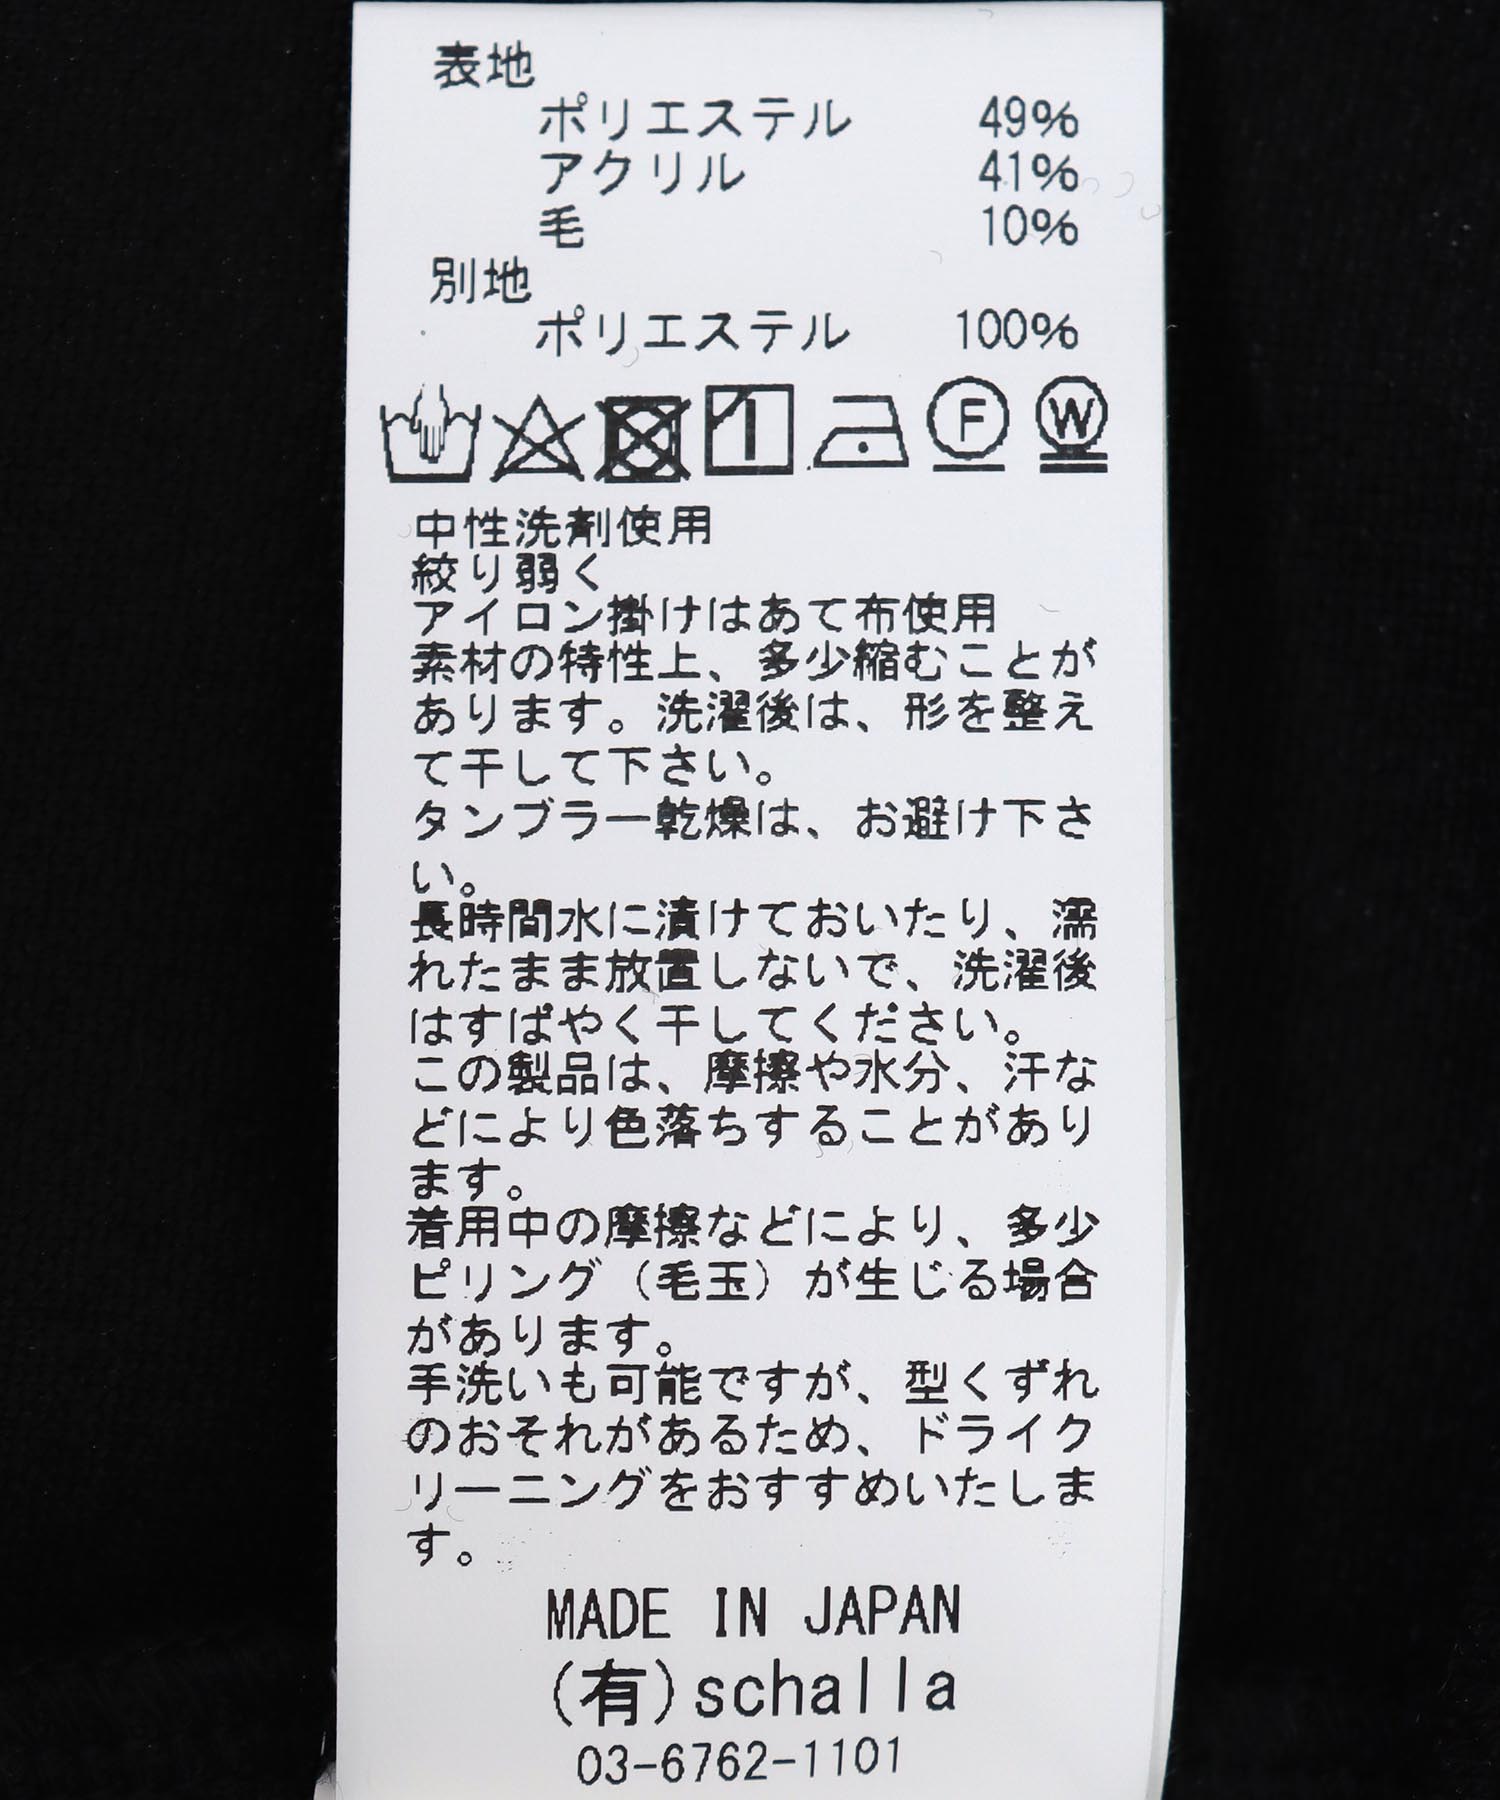 表地
ポリエステル 49%
アクリル 41%
毛 10%
別地
ポリエステル 100%
F W
中性洗剤使用
絞り弱く
アイロン掛けはあて布使用
素材の特性上、多少縮むことが
あります。洗濯後は、形を整え
て干して下さい。
タンブラー乾燥は、お避け下さ
い。
長時間水に漬けておいたり、濡
れたまま放置しないで、洗濯後
はすばやく干してください。
この製品は、摩擦や水分、汗な
どにより色落ちすることがあり
ます。
着用中の摩擦などにより、多少
ピリング(毛玉)が生じる場合
があります。
手洗いも可能ですが、型くずれ
のおそれがあるため、ドライク
リーニングをおすすめいたしま
す。
MADE IN JAPAN
(有)schalla
03-6762-1101